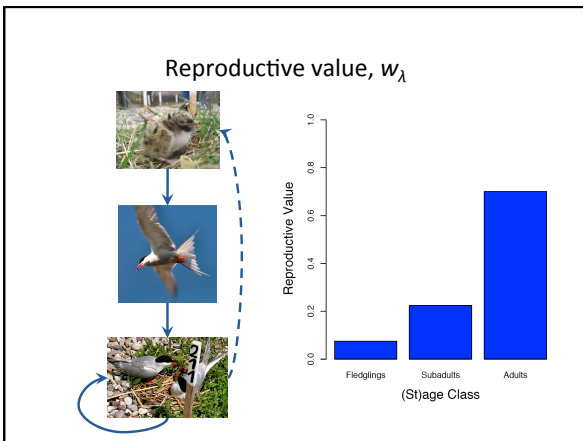 Reproductive value, wλ
1.0
0.8
0.6
0.4
0.2
0.0
Reproductive Value
Fledglings Subadults Adults
(St)age Class